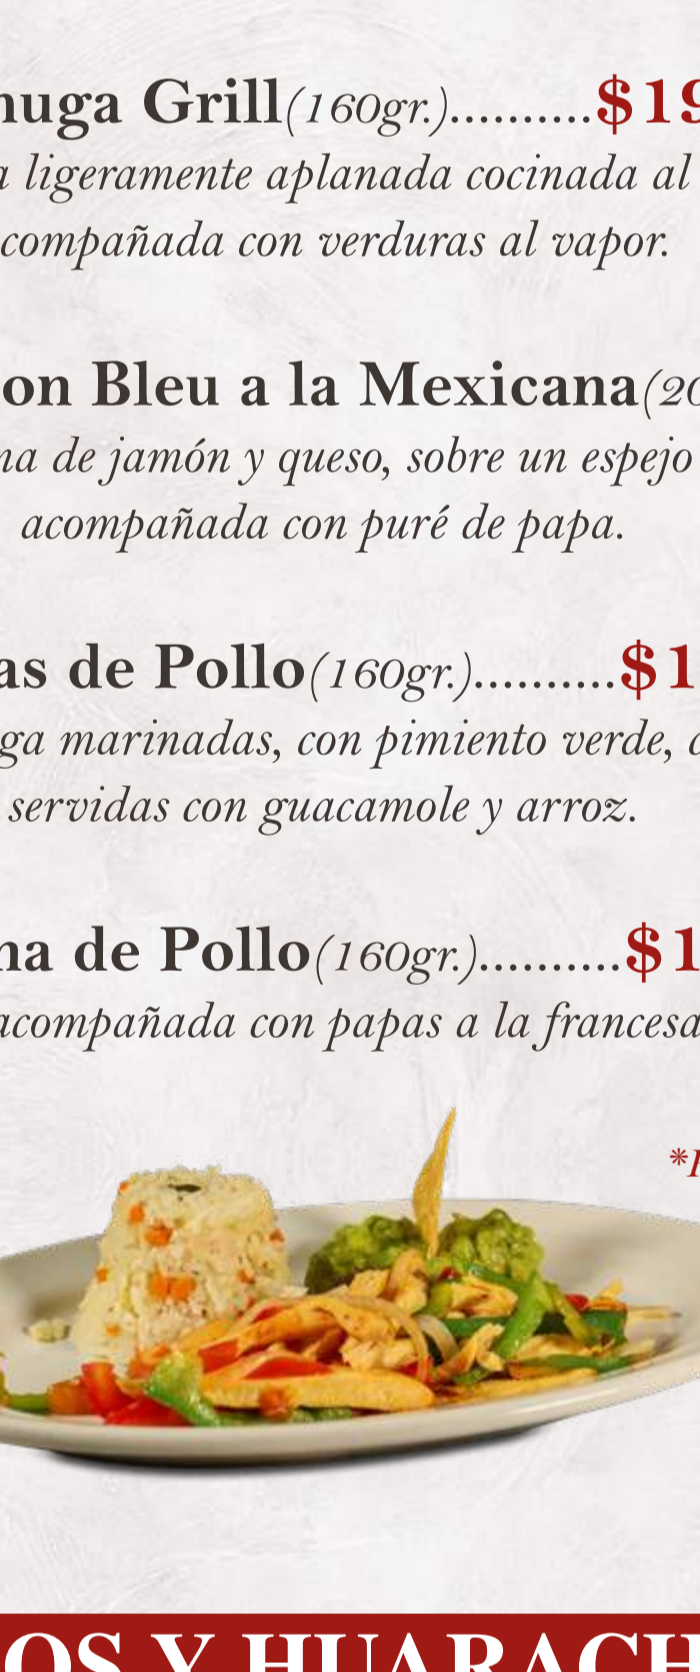 Grill(160gr.)..........$19
ligeramente aplanada cocinada al
compañada con verduras al vapor.
on Bleu a la Mexicana(20
na de jamón y queso, sobre un espejo
acompañada con puré de papa.
as de Pollo(160gr.)..........$1
ga marinadas, con pimiento verde,
servidas con guacamole y arroz.
na de Pollo(160gr.)..........$1
acompañada con papas a la francesa
OS Y HUARACH